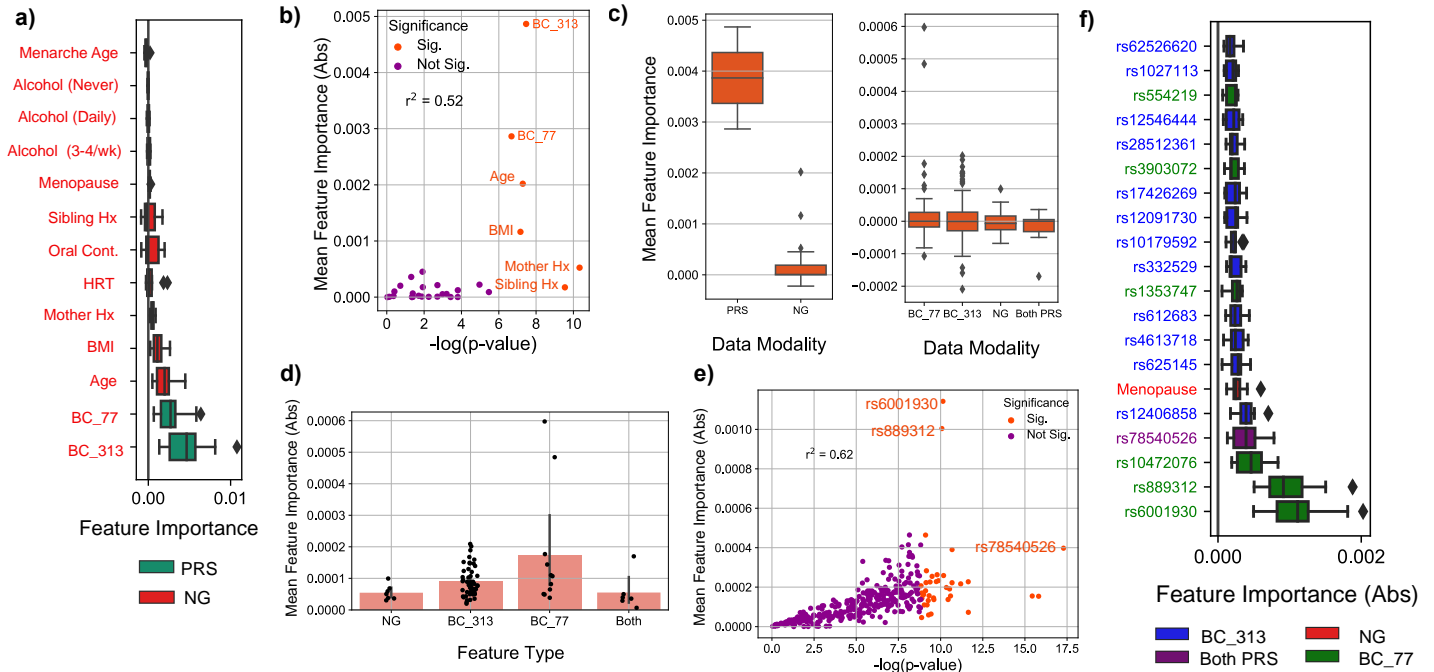 a)
Menarche Age
Alcohol (Never)
Alcohol (Daily)
Alcohol (3-4/wk)
Menopause
Sibling Hx
Oral Cont.
HRT
Mother Hx
BMI
Age
BC_77
BC_313
0.00
0.01
Feature Importance
PRS
NG
b)
Mean Feature Importance (Abs)
0.005
0.004
0.003
0.002
0.001
0.000
Significance
Sig.
Not Sig.
r² = 0.52
BC_313
BC_77
Age
BMI
Mother Hx
Sibling Hx
0 2 4 6 8 10
-log(p-value)
c)
Mean Feature Importance
0.005
0.004
0.003
0.002
0.001
0.000
PRS NG
Data Modality
0.0006
0.0005
0.0004
0.0003
0.0002
0.0001
0.0000
−0.0001
−0.0002
BC_77 BC_313 NG Both PRS
Data Modality
d)
Mean Feature Importance (Abs)
0.0006
0.0005
0.0004
0.0003
0.0002
0.0001
0.0000
NG BC_313 BC_77 Both
Feature Type
e)
Mean Feature Importance (Abs)
0.0010
0.0008
0.0006
0.0004
0.0002
0.0000
rs6001930
rs889312
Significance
Sig.
Not Sig.
r² = 0.62
rs78540526
0.0 2.5 5.0 7.5 10.0 12.5 15.0 17.5
-log(p-value)
f)
rs62526620
rs1027113
rs554219
rs12546444
rs28512361
rs3903072
rs17426269
rs12091730
rs10179592
rs332529
rs1353747
rs612683
rs4613718
rs625145
Menopause
rs12406858
rs78540526
rs10472076
rs889312
rs6001930
0.000
0.002
Feature Importance (Abs)
BC_313
NG
Both PRS
BC_77